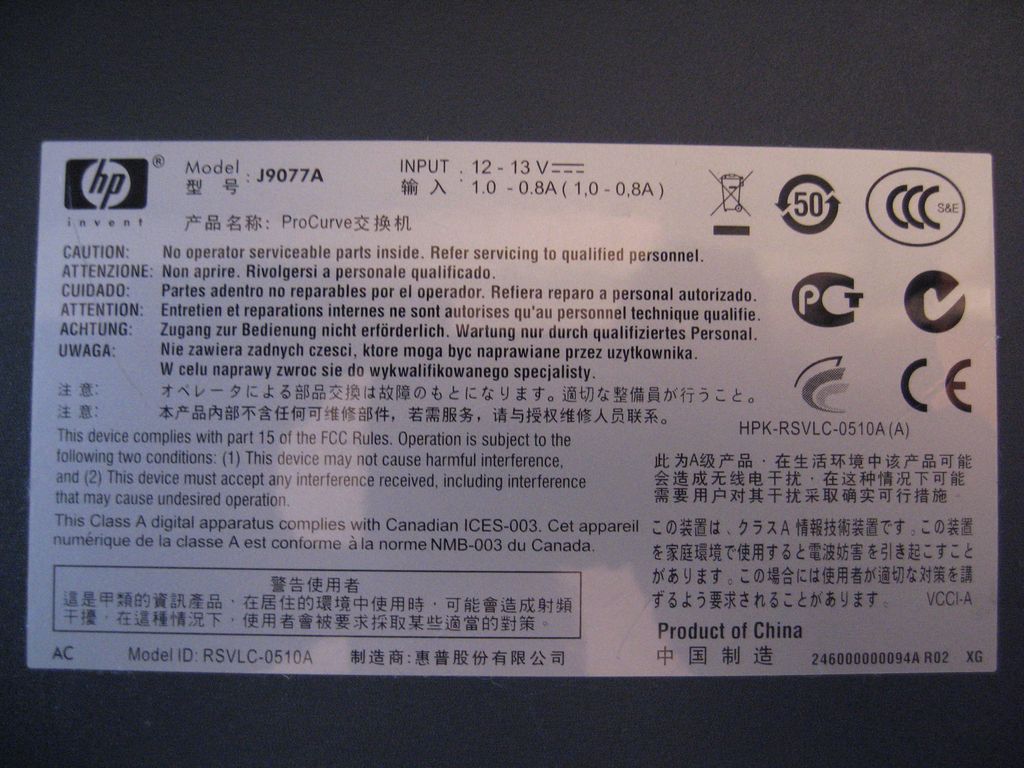 hp ®
invent
Model
型 号 : J9077A
INPUT : 12 - 13 V
输 入 : 1.0 - 0.8A ( 1,0 - 0,8A )
产品名称: ProCurve交换机
50
CCC S&E
CAUTION: No operator serviceable parts inside. Refer servicing to qualified personnel.
ATTENZIONE: Non aprire. Rivolgersi a personale qualificado.
CUIDADO: Partes adentro no reparables por el operador. Refiera reparo a personal autorizado.
ATTENTION: Entretien et reparations internes ne sont autorises qu'au personnel technique qualifie.
ACHTUNG: Zugang zur Bedienung nicht erförderlich. Wartung nur durch qualifiziertes Personal.
UWAGA: Nie zawiera zadnych czesci, ktore moga byc naprawiane przez uzytkownika.
W celu naprawy zwroc sie do wykwalifikowanego specjalisty.
注 意: オペレータによる部品交換は故障のもとになります。適切な整備員が行うこと。
注 意: 本产品内部不含任何可维修部件，若需服务，请与授权维修人员联系。
PCT
CE
HPK-RSVLC-0510A (A)
This device complies with part 15 of the FCC Rules. Operation is subject to the
following two conditions: (1) This device may not cause harmful interference,
and (2) This device must accept any interference received, including interference
that may cause undesired operation.
This Class A digital apparatus complies with Canadian ICES-003. Cet appareil
numérique de la classe A est conforme à la norme NMB-003 du Canada.
此为A级产品，在生活环境中该产品可能
会造成无线电干扰，在这种情况下可能
需要用户对其干扰采取确实可行措施。
この装置は、クラスA 情報技術装置です。この装置
を家庭環境で使用すると電波妨害を引き起こすこと
があります。この場合には使用者が適切な対策を講
ずるよう要求されることがあります。 VCCI-A
警告使用者
這是甲類的資訊產品，在居住的環境中使用時，可能會造成射頻
干擾，在這種情況下，使用者會被要求採取某些適當的對策。
Product of China
中 国 制 造
246000000094A R02 XG
AC Model ID: RSVLC-0510A 制造商:惠普股份有限公司